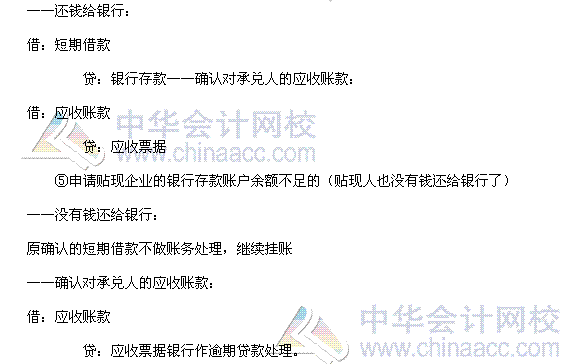 ——还钱给银行：
借：短期借款
贷：银行存款——确认对承兑人的应收账款：
借：应收账款
中华会计网校
www.chinaacc.com
贷：应收票据
⑤申请贴现企业的银行存款账户余额不足的（贴现人也没有钱还给银行了）
——没有钱还给银行：
原确认的短期借款不做账务处理，继续挂账
——确认对承兑人的应收账款：
借：应收账款
中华会计网校
www.chinaacc.com
贷：应收票据银行作逾期贷款处理。